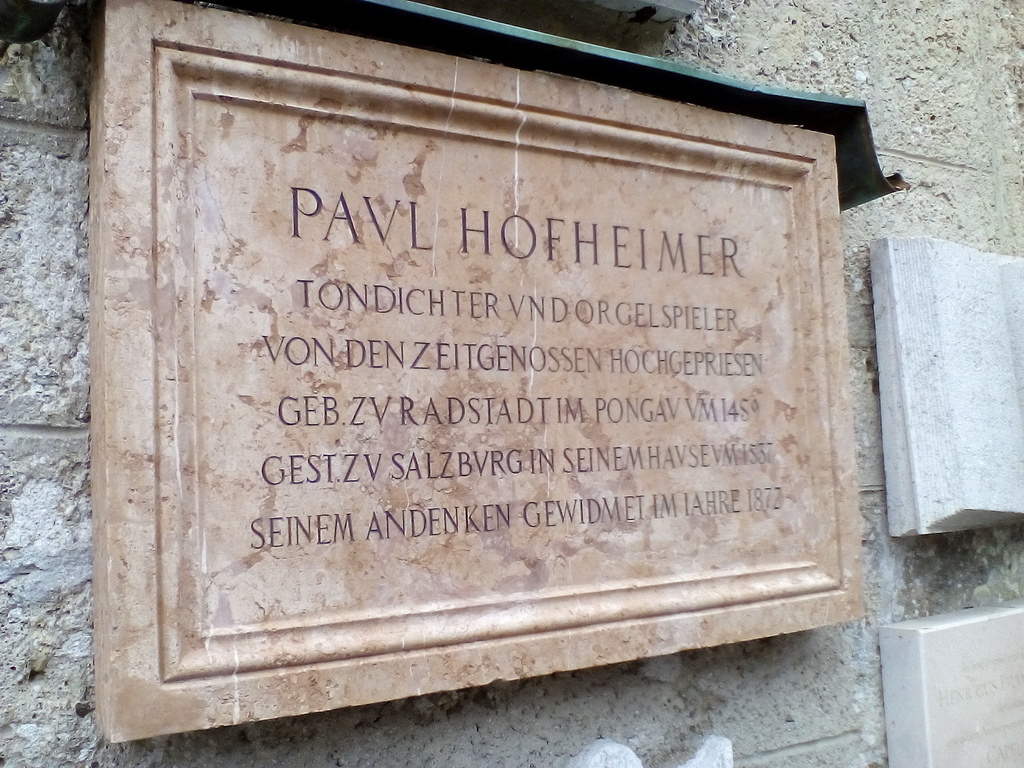 PAVL HOFHEIMER
TONDICHTER VND ORGELSPIELER
VON DEN ZEITGENOSSEN HOCHGEPRIESEN
GEB. ZV RADSTADT IM PONGAV VM 1459
GEST. ZV SALZBVRG IN SEINEM HAVSE VM 1537
SEINEM ANDENKEN GEWIDMET IM IAHRE 1872